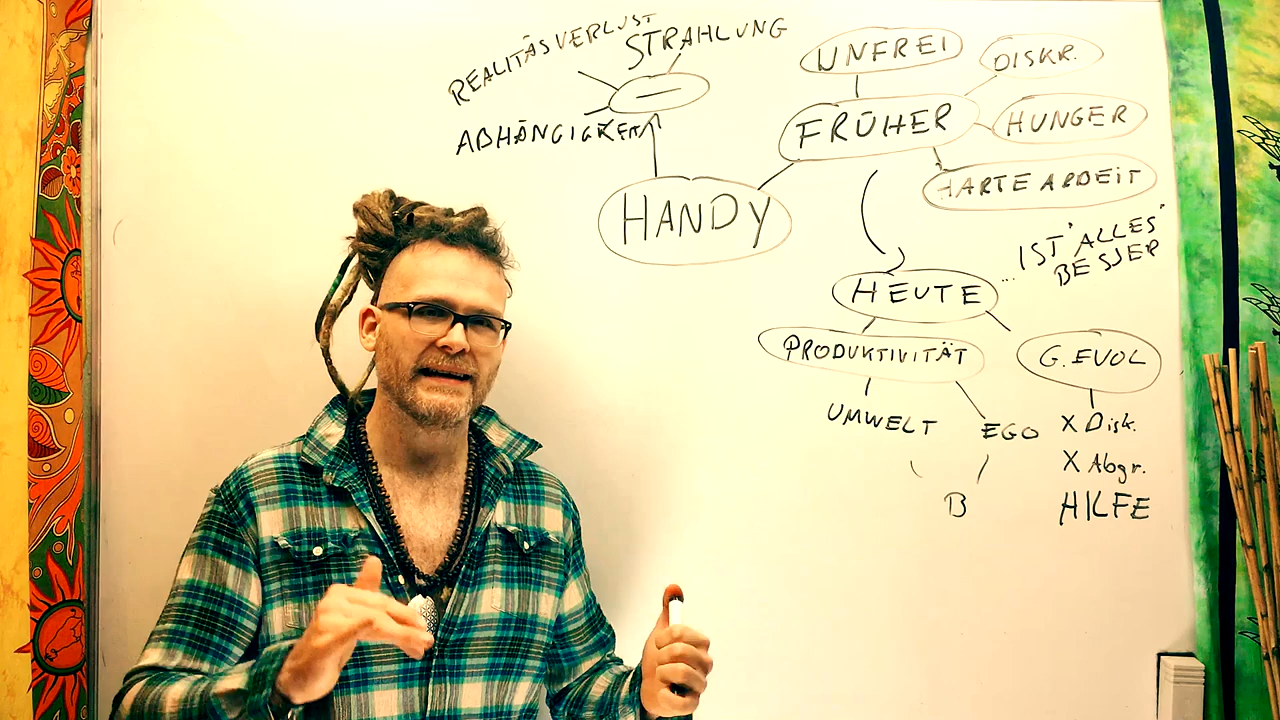 REALITÄSVERLUST
STRAHLUNG
—
ABHÄNGIGKEIT
HANDY
UNFREI
DISKR.
FRÜHER
HUNGER
HARTE ARBEIT
HEUTE
... IST "ALLES"
BESSER
PRODUKTIVITÄT
G. EVOL
UMWELT
EGO
X Disk.
X Abgr.
HILFE
B